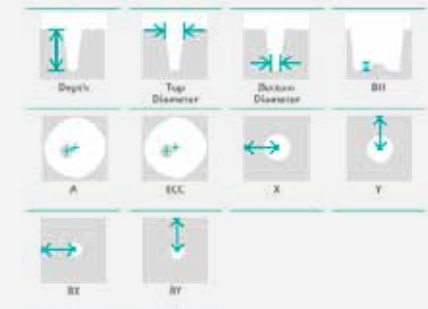 Depth
Top
Diameter
Bottom
Diameter
BH
A
ECC
X
Y
BX
BY